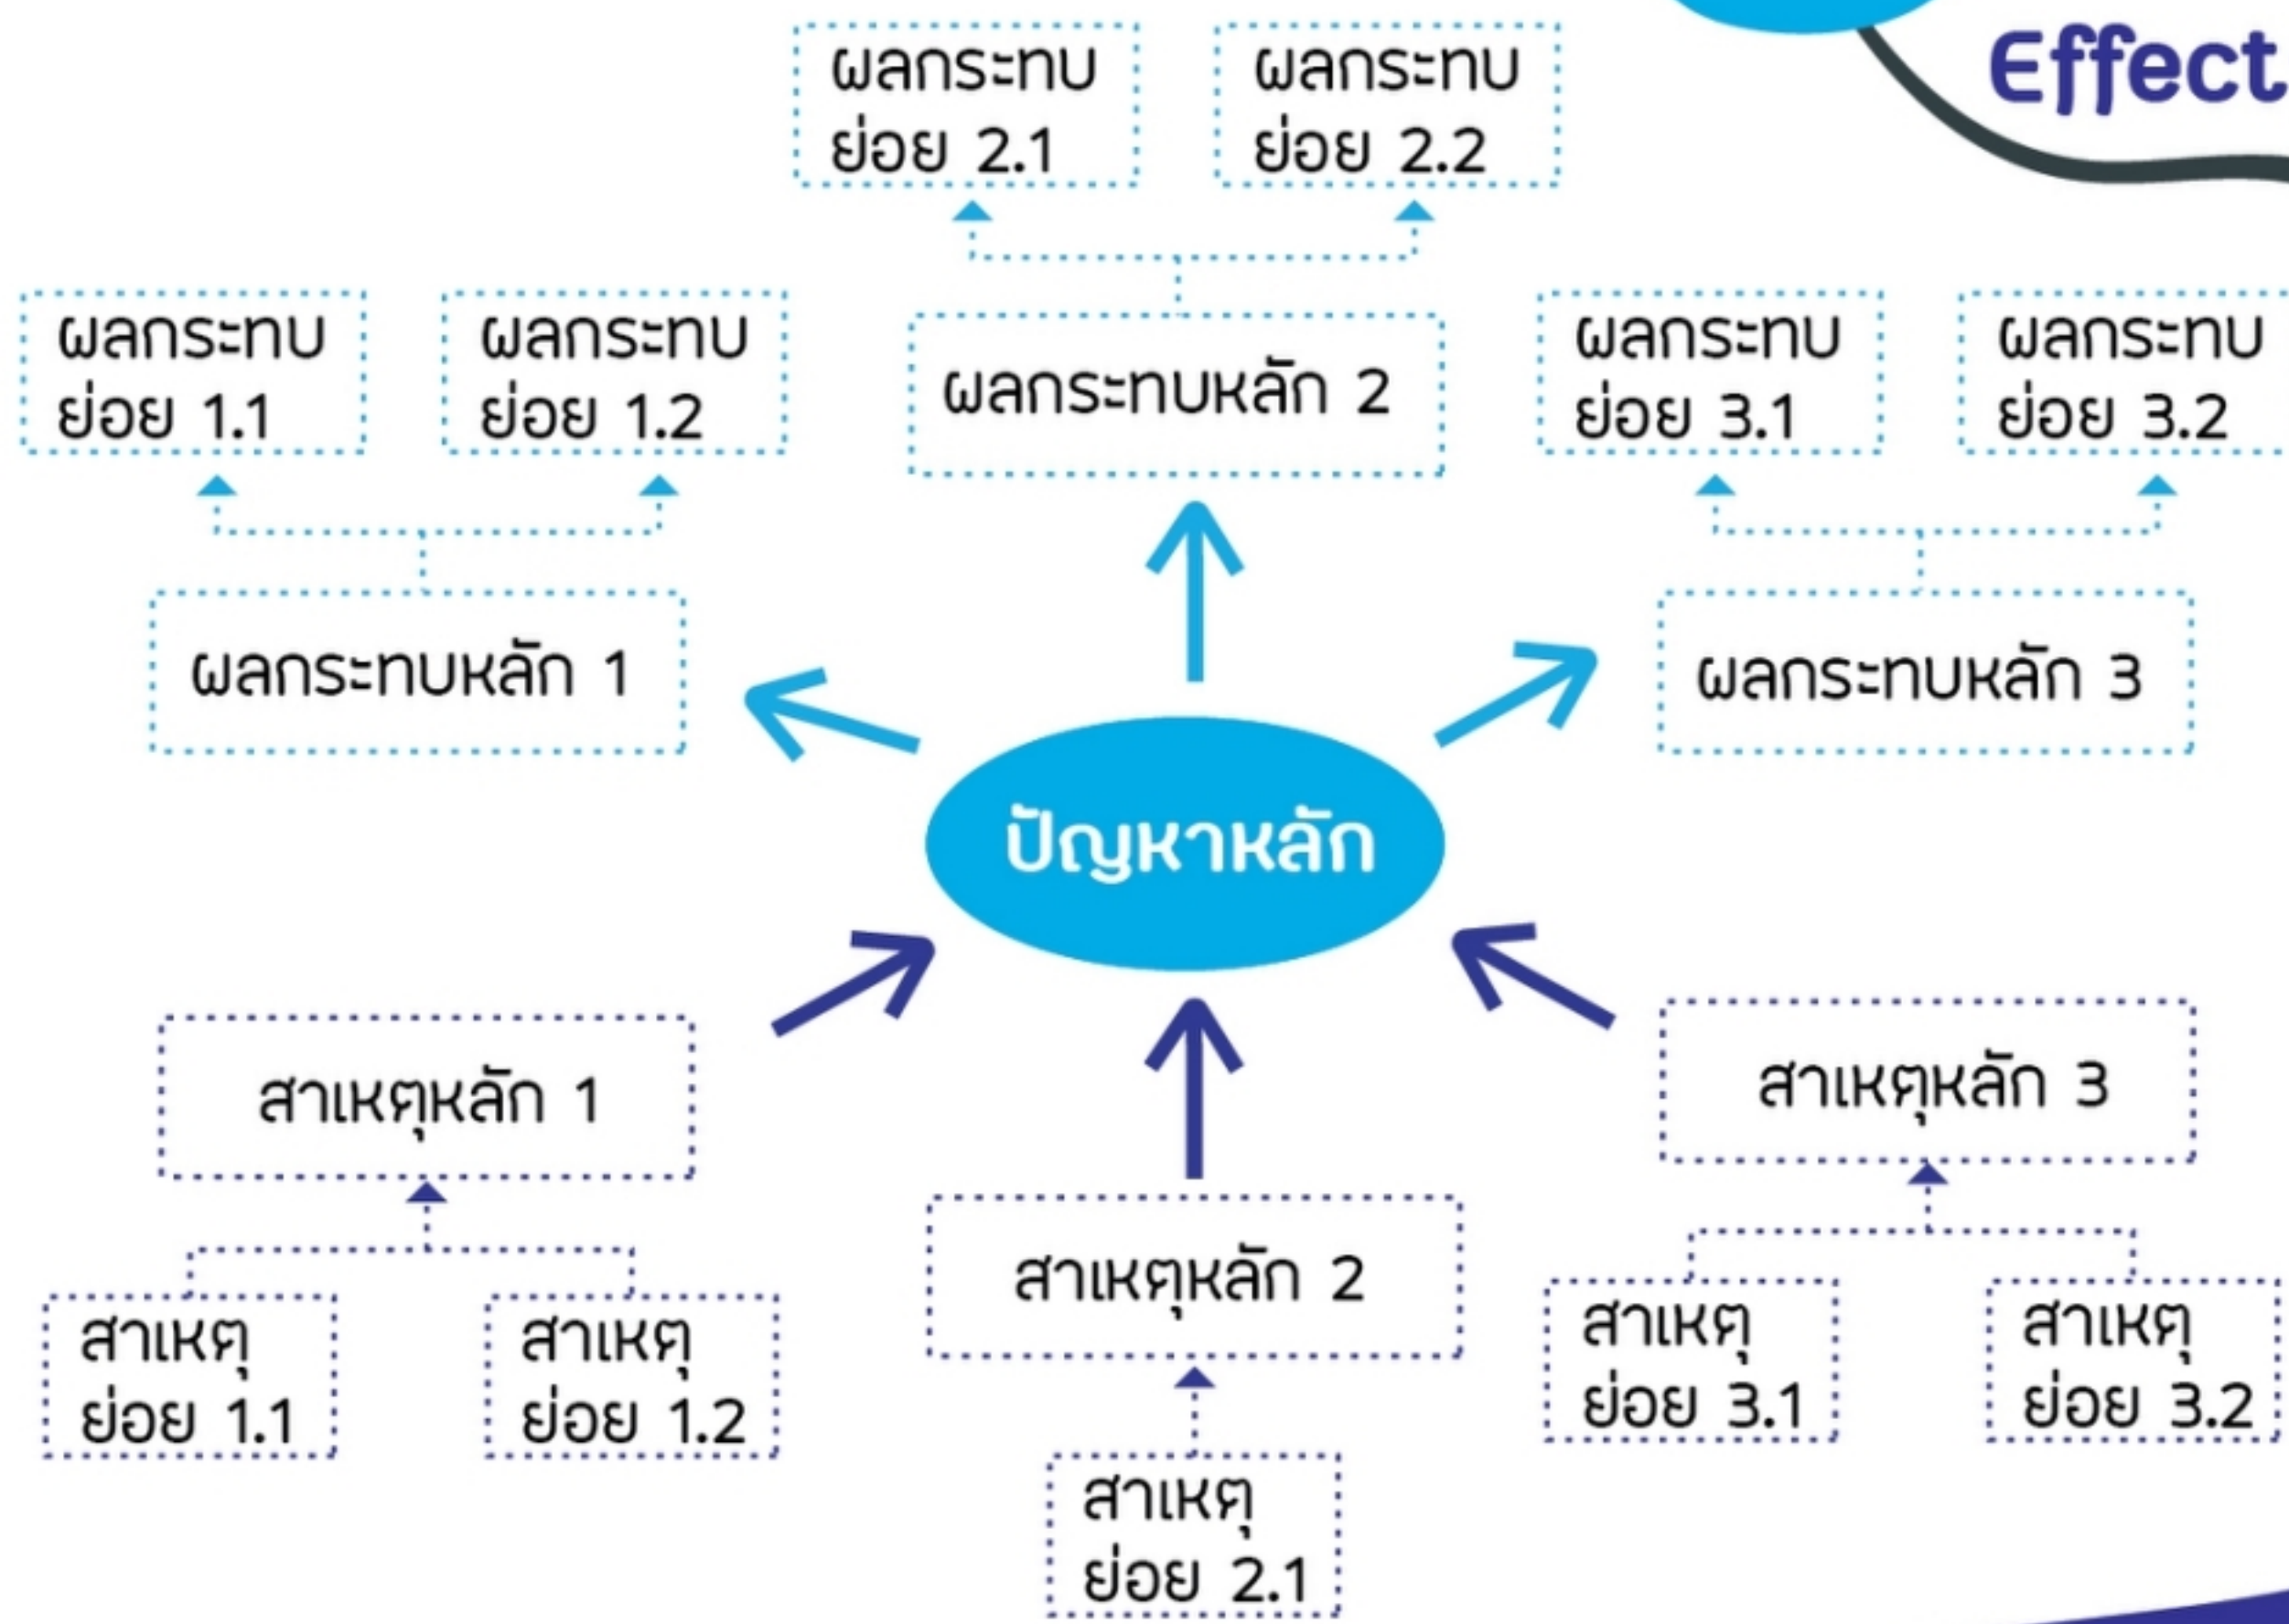 ผลกระทบ
ย่อย 2.1
ผลกระทบ
ย่อย 2.2
Effect
ผลกระทบ
ย่อย 1.1
ผลกระทบ
ย่อย 1.2
ผลกระทบหลัก 2
ผลกระทบ
ย่อย 3.1
ผลกระทบ
ย่อย 3.2
ผลกระทบหลัก 1
ผลกระทบหลัก 3
ปัญหาหลัก
สาเหตุหลัก 1
สาเหตุหลัก 3
สาเหตุหลัก 2
สาเหตุ
ย่อย 1.1
สาเหตุ
ย่อย 1.2
สาเหตุ
ย่อย 3.1
สาเหตุ
ย่อย 3.2
สาเหตุ
ย่อย 2.1